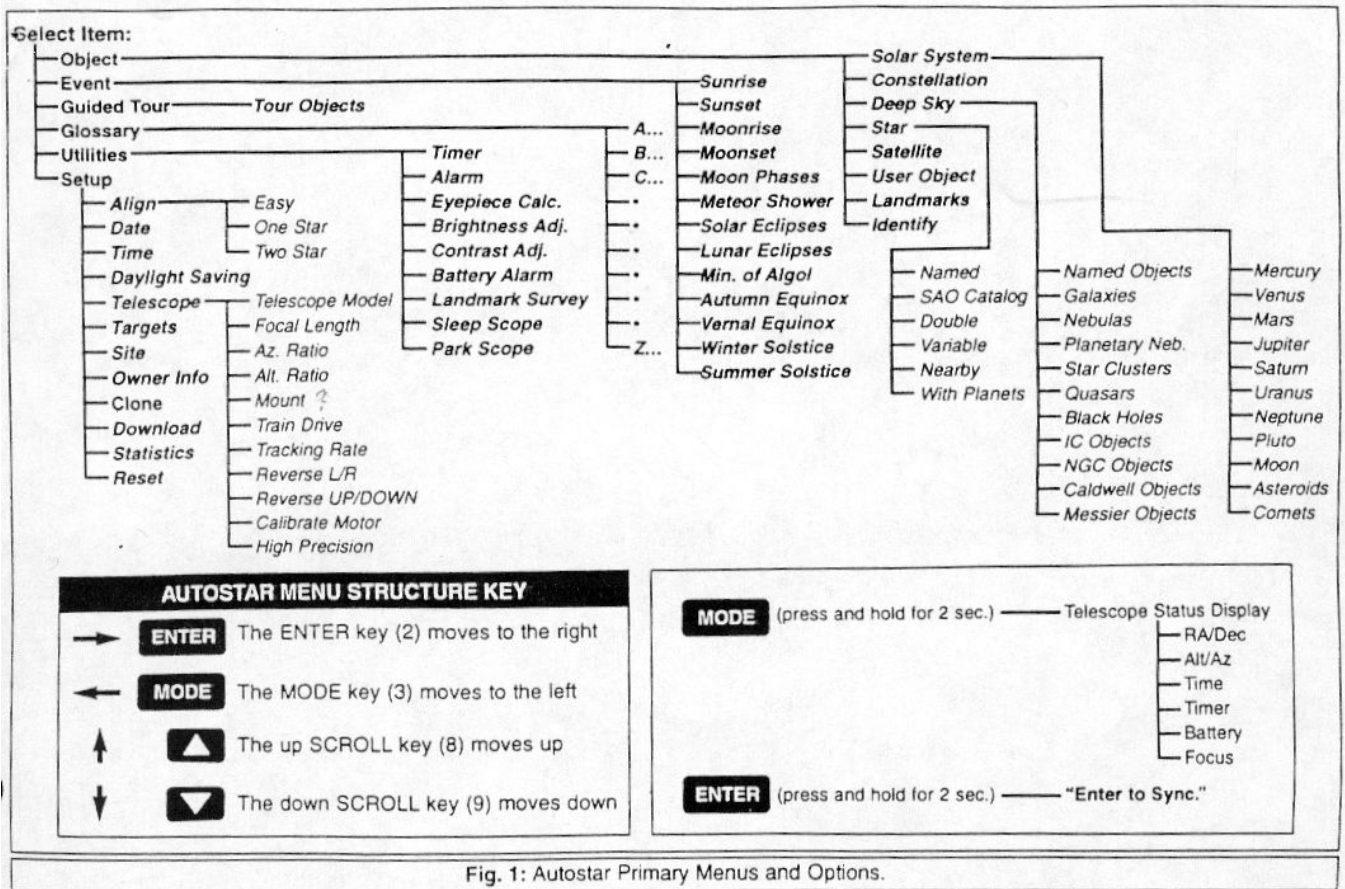 Select Item:
Object
Event
Guided Tour
Glossary
Utilities
Setup
Tour Objects
Align
Date
Time
Daylight Saving
Telescope
Targets
Site
Owner Info
Clone
Download
Statistics
Reset
Easy
One Star
Two Star
Telescope Model
Focal Length
Az. Ratio
Alt. Ratio
Mount ?
Train Drive
Tracking Rate
Reverse L/R
Reverse UP/DOWN
Calibrate Motor
High Precision
Timer
Alarm
Eyepiece Calc.
Brightness Adj.
Contrast Adj.
Battery Alarm
Landmark Survey
Sleep Scope
Park Scope
A...
B...
C...
Z...
Sunrise
Sunset
Moonrise
Moonset
Moon Phases
Meteor Shower
Solar Eclipses
Lunar Eclipses
Min. of Algol
Autumn Equinox
Vernal Equinox
Winter Solstice
Summer Solstice
Solar System
Constellation
Deep Sky
Star
Satellite
User Object
Landmarks
Identify
Named
SAO Catalog
Double
Variable
Nearby
With Planets
Named Objects
Galaxies
Nebulas
Planetary Neb.
Star Clusters
Quasars
Black Holes
IC Objects
NGC Objects
Caldwell Objects
Messier Objects
Mercury
Venus
Mars
Jupiter
Saturn
Uranus
Neptune
Pluto
Moon
Asteroids
Comets
AUTOSTAR MENU STRUCTURE KEY
ENTER The ENTER key (2) moves to the right
MODE The MODE key (3) moves to the left
The up SCROLL key (8) moves up
The down SCROLL key (9) moves down
MODE (press and hold for 2 sec.) Telescope Status Display
RA/Dec
Alt/Az
Time
Timer
Battery
Focus
ENTER (press and hold for 2 sec.) "Enter to Sync."
Fig. 1: Autostar Primary Menus and Options.